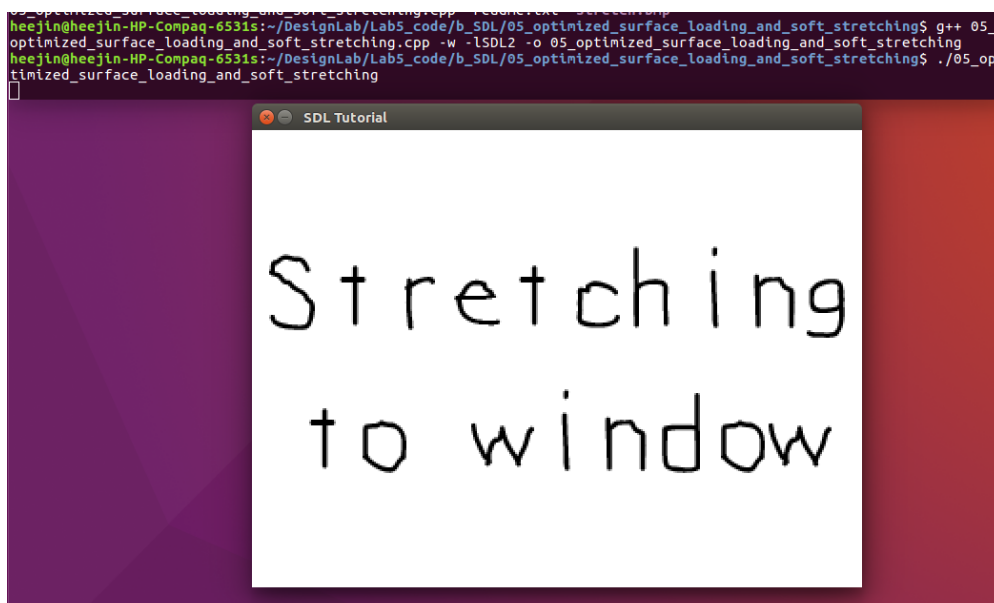 heejin@heejin-HP-Compaq-6531s:~/DesignLab/Lab5_code/b_SDL/05_optimized_surface_loading_and_soft_stretching$ g++ 05_
optimized_surface_loading_and_soft_stretching.cpp -w -lSDL2 -o 05_optimized_surface_loading_and_soft_stretching
heejin@heejin-HP-Compaq-6531s:~/DesignLab/Lab5_code/b_SDL/05_optimized_surface_loading_and_soft_stretching$ ./05_op
timized_surface_loading_and_soft_stretching
SDL Tutorial
Stretching
to window